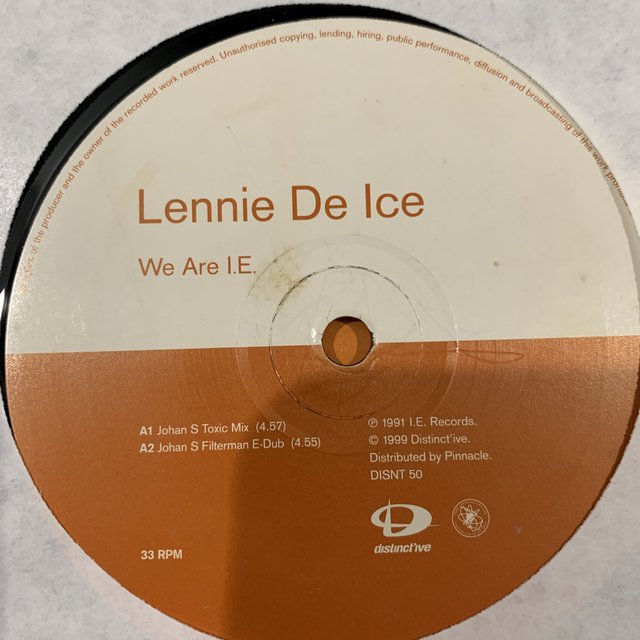 of the producer and the owner of the recorded work reserved. Unauthorised copying, lending, hiring, public performance, diffusion and broadcasting of this work
Lennie De Ice
We Are I.E.
A1 Johan S Toxic Mix (4.57)
A2 Johan S Filterman E-Dub (4.55)
℗ 1991 I.E. Records.
© 1999 Distinct'ive.
Distributed by Pinnacle.
DISNT 50
distinct'ive
33 RPM